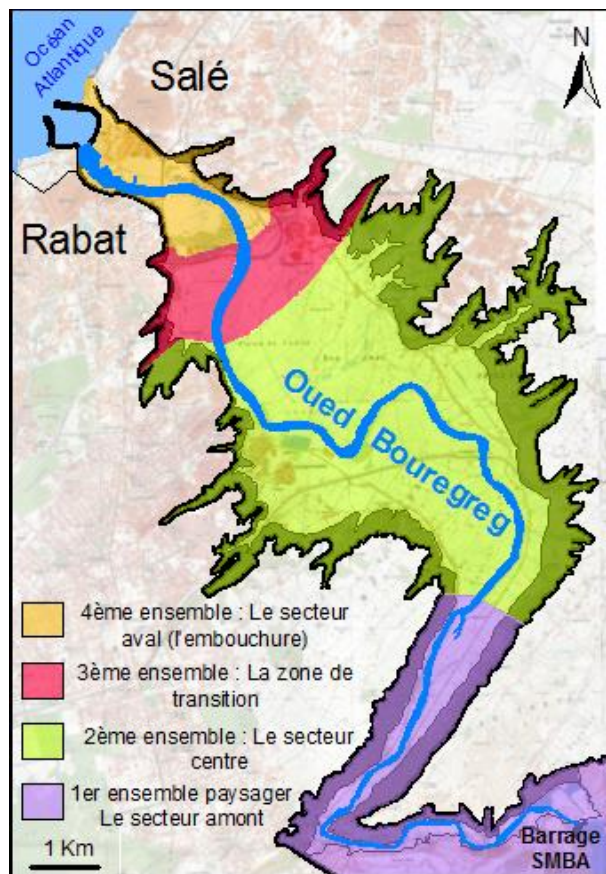 Océan
Atlantique
Salé
N
Rabat
Oued
Bouregreg
4ème ensemble : Le secteur
aval (l'embouchure)
3ème ensemble : La zone de
transition
2ème ensemble : Le secteur
centre
1er ensemble paysager
Le secteur amont
1 Km
Barrage
SMBA